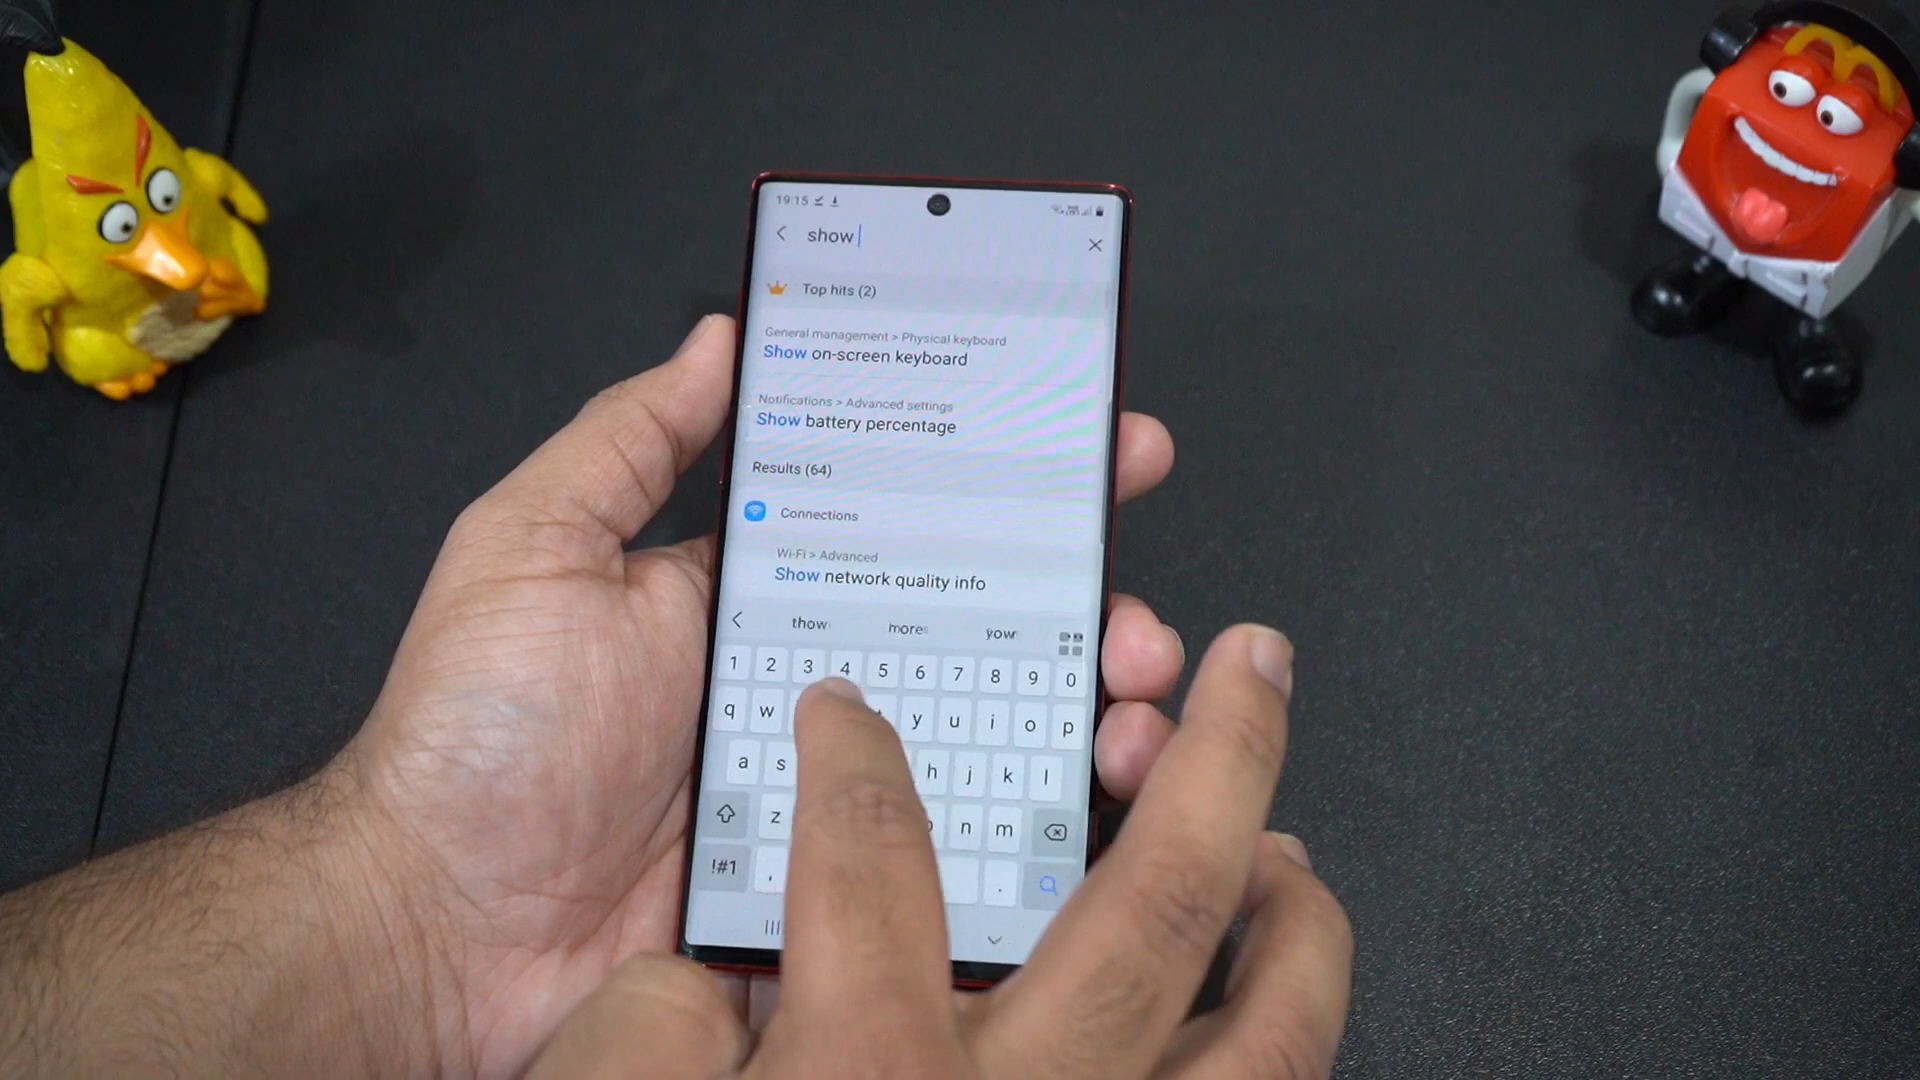 19:15
show
Top hits (2)
General management > Physical keyboard
Show on-screen keyboard
Notifications > Advanced settings
Show battery percentage
Results (64)
Connections
Wi-Fi > Advanced
Show network quality info
thow more yow
1 2 3 4 5 6 7 8 9 0
q w y u i o p
a s h j k l
z n m
!#1 , .